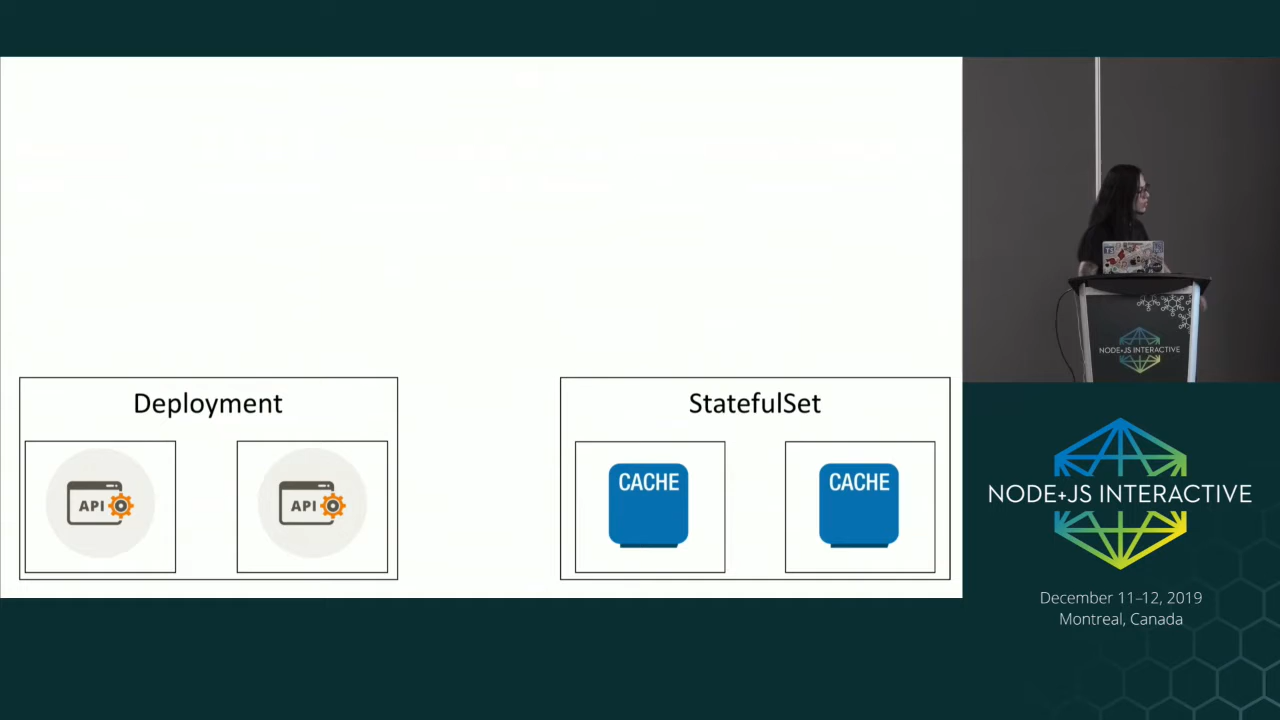 Deployment
API
API
StatefulSet
CACHE
CACHE
NODE+JS INTERACTIVE
NODE+JS INTERACTIVE
December 11–12, 2019
Montreal, Canada